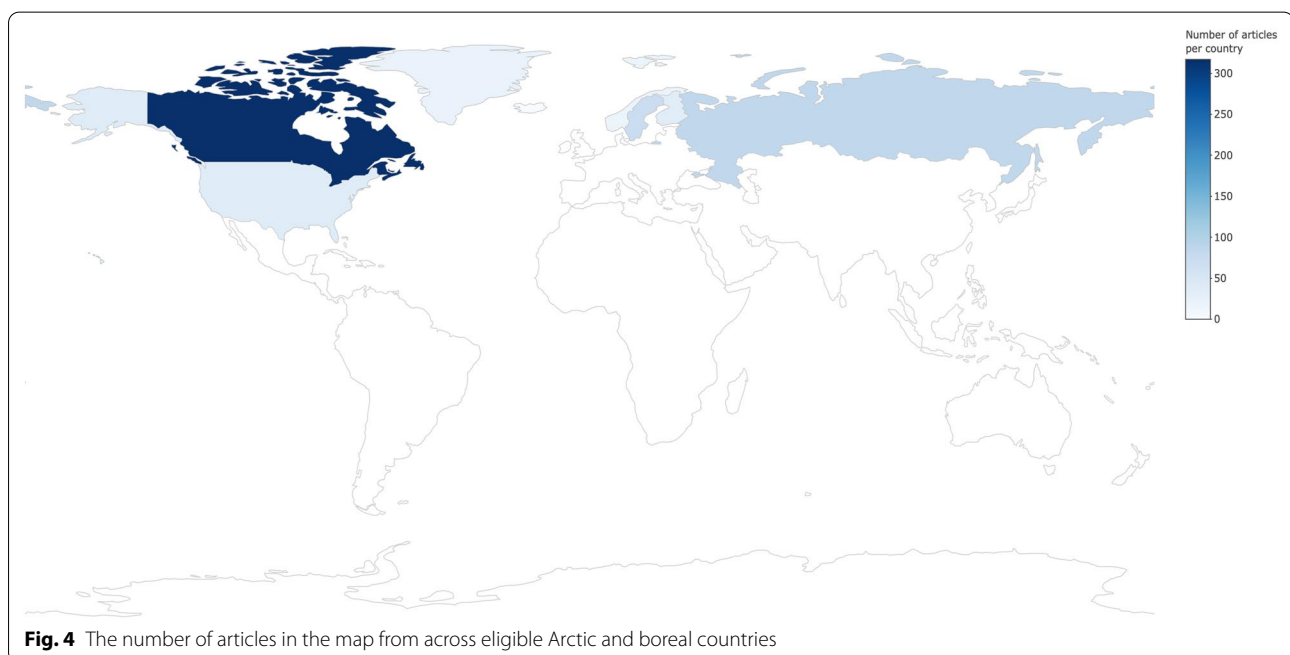 Number of articles
per country
300
250
200
150
100
50
0
Fig. 4 The number of articles in the map from across eligible Arctic and boreal countries